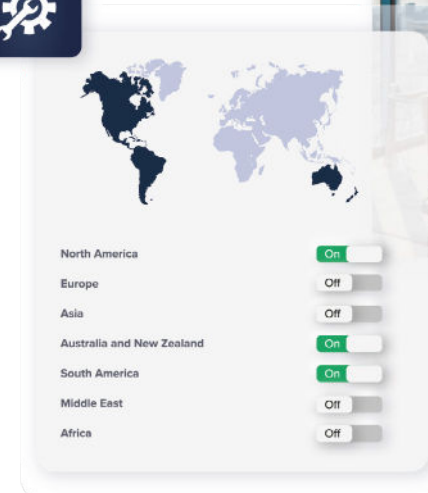 North America On
Europe Off
Asia Off
Australia and New Zealand On
South America On
Middle East Off
Africa Off